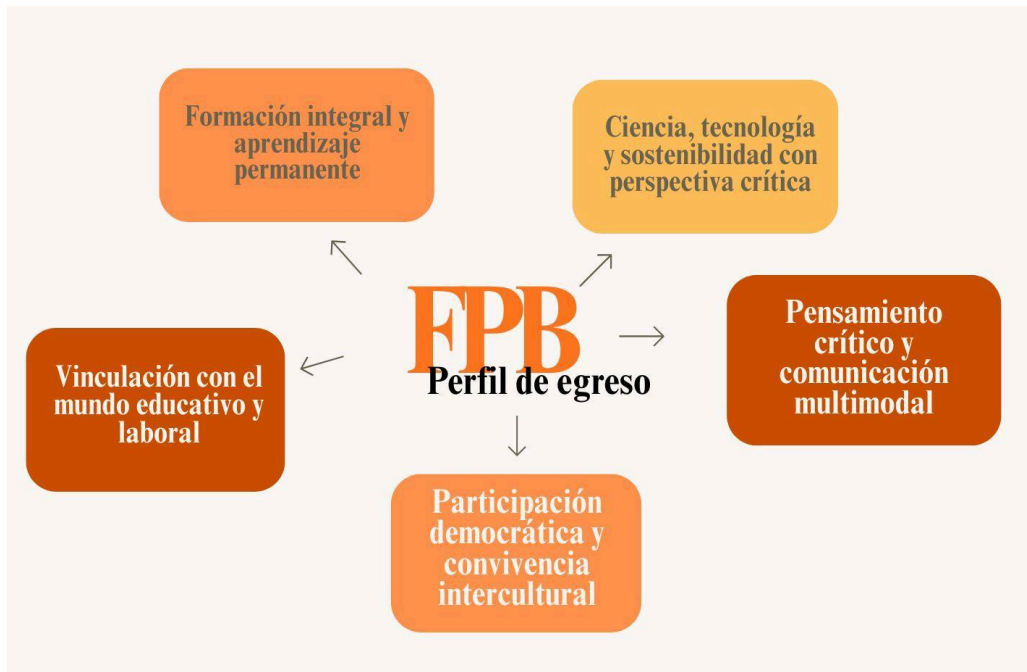 Formación integral y
aprendizaje
permanente
Ciencia, tecnología
y sostenibilidad con
perspectiva crítica
FPB
Perfil de egreso
Pensamiento
crítico y
comunicación
multimodal
Vinculación con el
mundo educativo y
laboral
Participación
democrática y
convivencia
intercultural